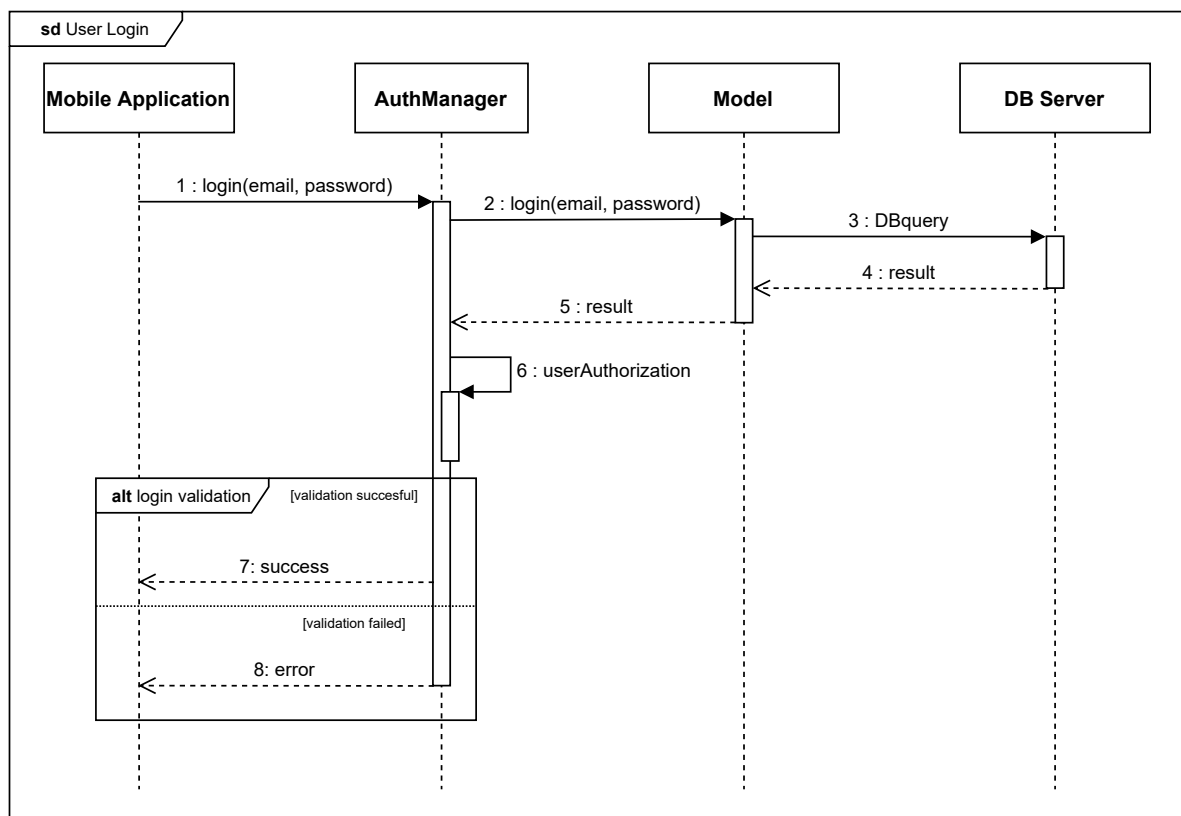 sd User Login
Mobile Application
AuthManager
Model
DB Server
1 : login(email, password)
2 : login(email, password)
3 : DBquery
4 : result
5 : result
6 : userAuthorization
alt login validation
[validation succesful]
7: success
[validation failed]
8: error